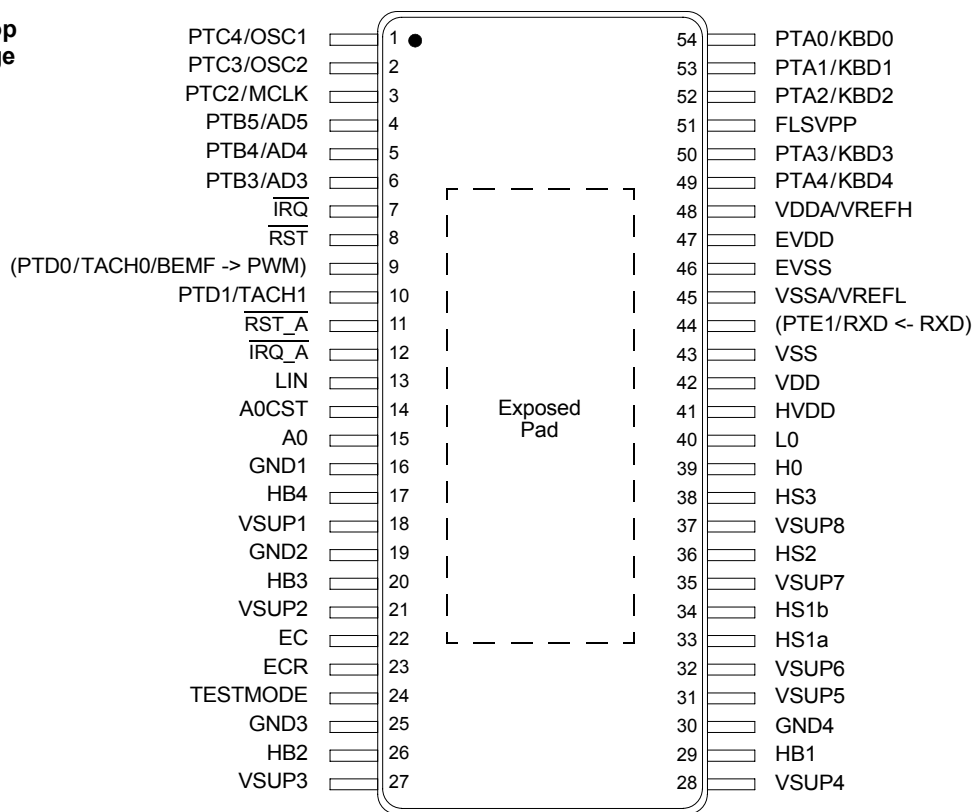 op
ge
PTC4/OSC1 1 54 PTA0/KBD0
PTC3/OSC2 2 53 PTA1/KBD1
PTC2/MCLK 3 52 PTA2/KBD2
PTB5/AD5 4 51 FLSVPP
PTB4/AD4 5 50 PTA3/KBD3
PTB3/AD3 6 49 PTA4/KBD4
IRQ 7 48 VDDA/VREFH
RST 8 47 EVDD
(PTD0/TACH0/BEMF -> PWM) 9 46 EVSS
PTD1/TACH1 10 45 VSSA/VREFL
RST_A 11 44 (PTE1/RXD <- RXD)
IRQ_A 12 43 VSS
LIN 13 42 VDD
A0CST 14 Exposed 41 HVDD
Pad
A0 15 40 L0
GND1 16 39 H0
HB4 17 38 HS3
VSUP1 18 37 VSUP8
GND2 19 36 HS2
HB3 20 35 VSUP7
VSUP2 21 34 HS1b
EC 22 33 HS1a
ECR 23 32 VSUP6
TESTMODE 24 31 VSUP5
GND3 25 30 GND4
HB2 26 29 HB1
VSUP3 27 28 VSUP4